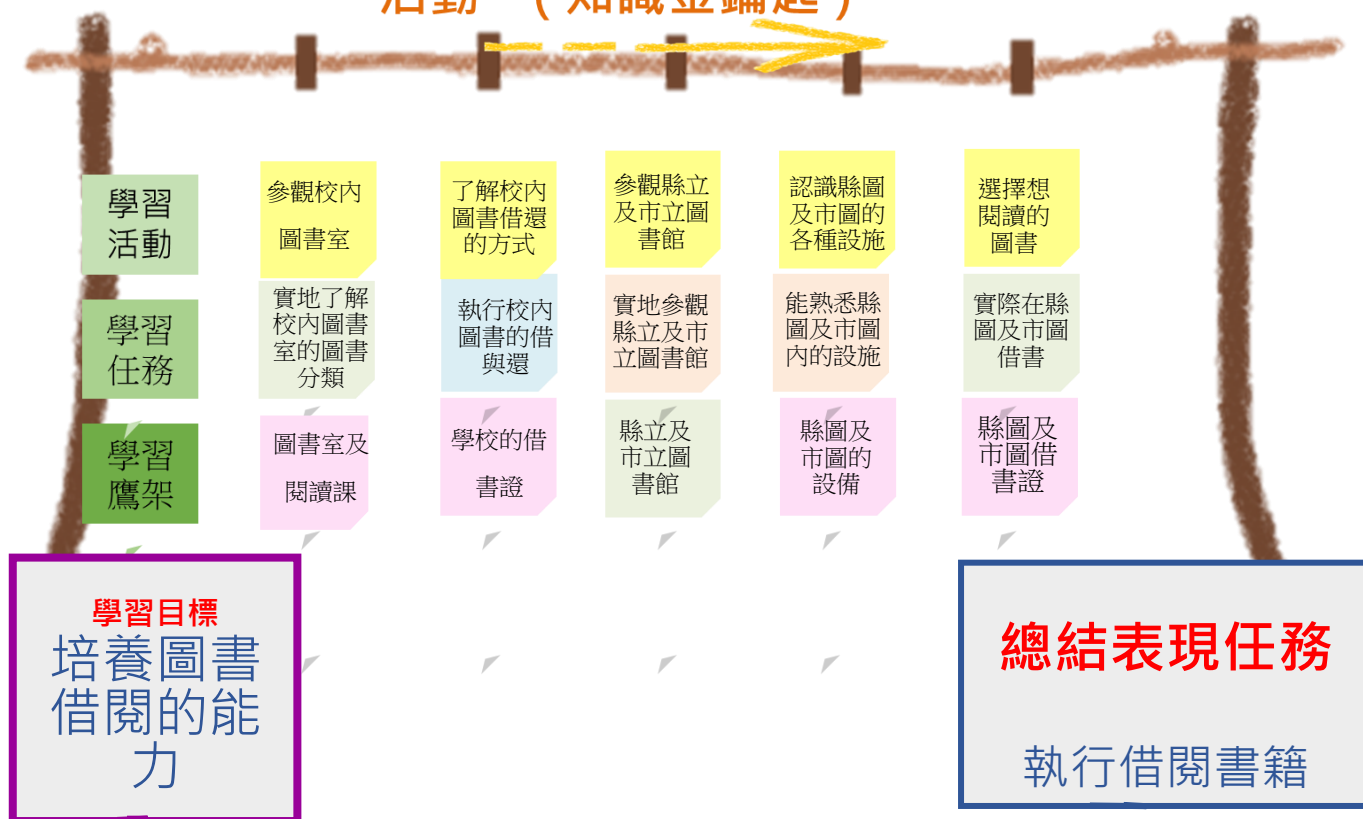 活動 （知識金鑰匙）
學習
活動
參觀校內
圖書室
了解校內
圖書借還
的方式
參觀縣立
及市立圖
書館
認識縣圖
及市圖的
各種設施
選擇想
閱讀的
圖書
學習
任務
實地了解
校內圖書
室的圖書
分類
執行校內
圖書的借
與還
實地參觀
縣立及市
立圖書館
能熟悉縣
圖及市圖
內的設施
實際在縣
圖及市圖
借書
學習
鷹架
圖書室及
閱讀課
學校的借
書證
縣立及
市立圖
書館
縣圖及
市圖的
設備
縣圖及
市圖借
書證
學習目標
培養圖書
借閱的能
力
總結表現任務
執行借閱書籍